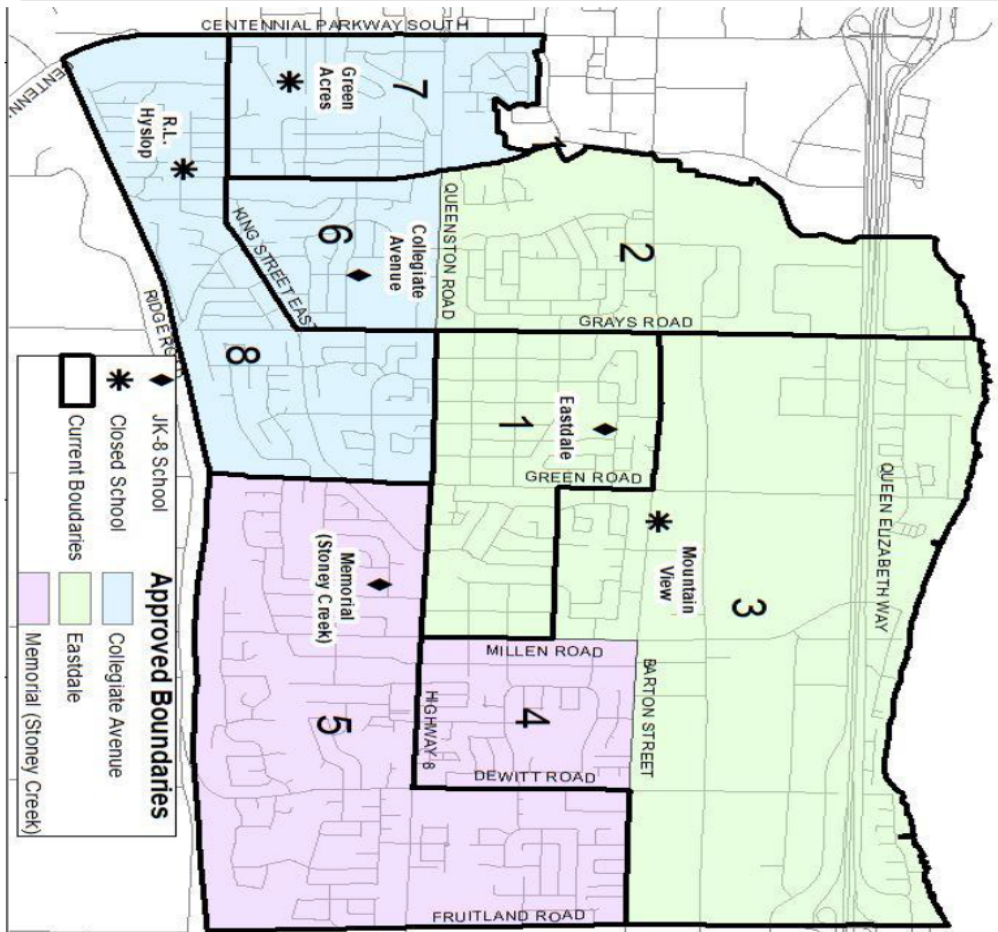 CENTENNIAL PARKWAY SOUTH
CENTENN
7
Green
Acres
R.L.
Hyslop
6
Collegiate
Avenue
QUEENSTON ROAD
2
GRAYS ROAD
KING STREET EAST
8
1
Eastdale
GREEN ROAD
Mountain
View
3
QUEEN ELIZABETH WAY
Memorial
(Stoney Creek)
5
MILLEN ROAD
4
HIGHWAY 8
BARTON STREET
DEWITT ROAD
FRUITLAND ROAD
JK-8 School
Closed School
Current Boudaries
Approved Boundaries
Collegiate Avenue
Eastdale
Memorial (Stoney Creek)